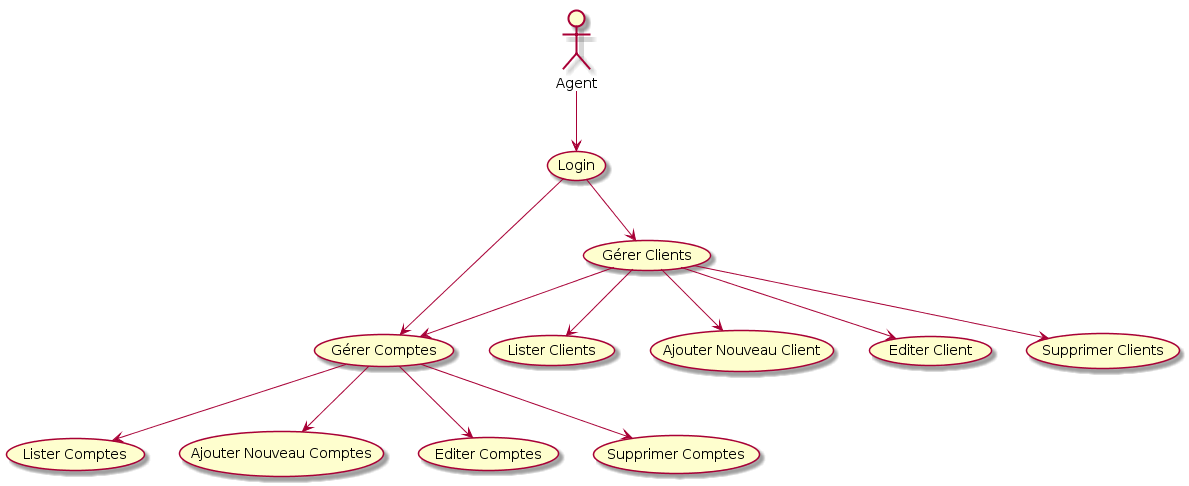 Agent
Login
Gérer Clients
Gérer Comptes
Lister Clients
Ajouter Nouveau Client
Editer Client
Supprimer Clients
Lister Comptes
Ajouter Nouveau Comptes
Editer Comptes
Supprimer Comptes